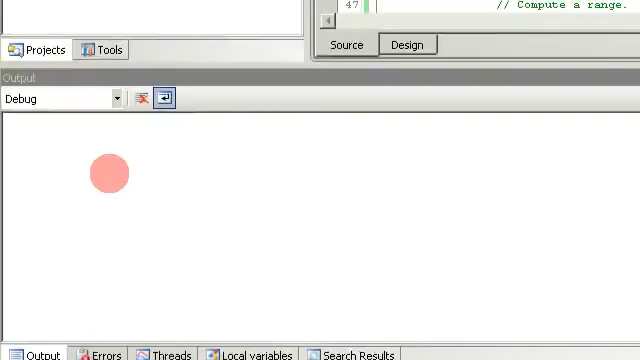 47
// Compute a range.
Projects
Tools
Source
Design
Output
Debug
Output
Errors
Threads
Local variables
Search Results